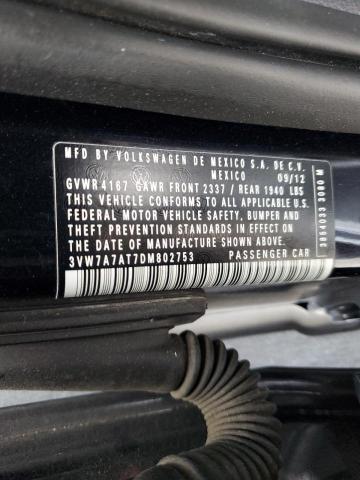 MFD BY VOLKSWAGEN DE MEXICO S.A. DE C.V.
MEXICO 09/12
GVWR 4167 GAWR FRONT 2337 / REAR 1940 LBS
THIS VEHICLE CONFORMS TO ALL APPLICABLE U.S.
FEDERAL MOTOR VEHICLE SAFETY, BUMPER AND
THEFT PREVENTION STANDARDS IN EFFECT ON
THE DATE OF MANUFACTURE SHOWN ABOVE
3VW7A7AT7DM802753 PASSENGER CAR